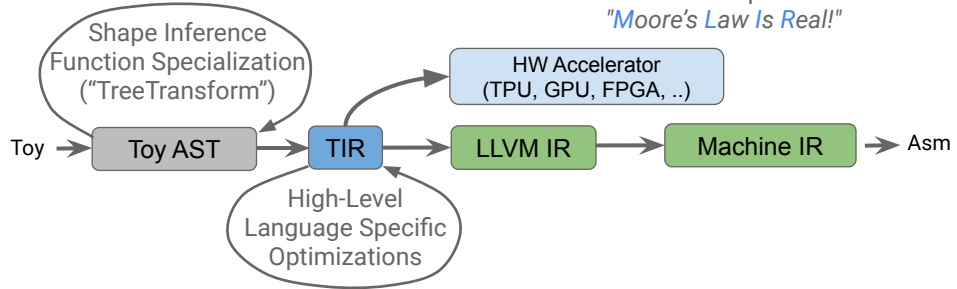 "Moore's Law Is Real!"
Shape Inference
Function Specialization
(“TreeTransform”)
HW Accelerator
(TPU, GPU, FPGA, ..)
Toy
Toy AST
TIR
LLVM IR
Machine IR
Asm
High-Level
Language Specific
Optimizations